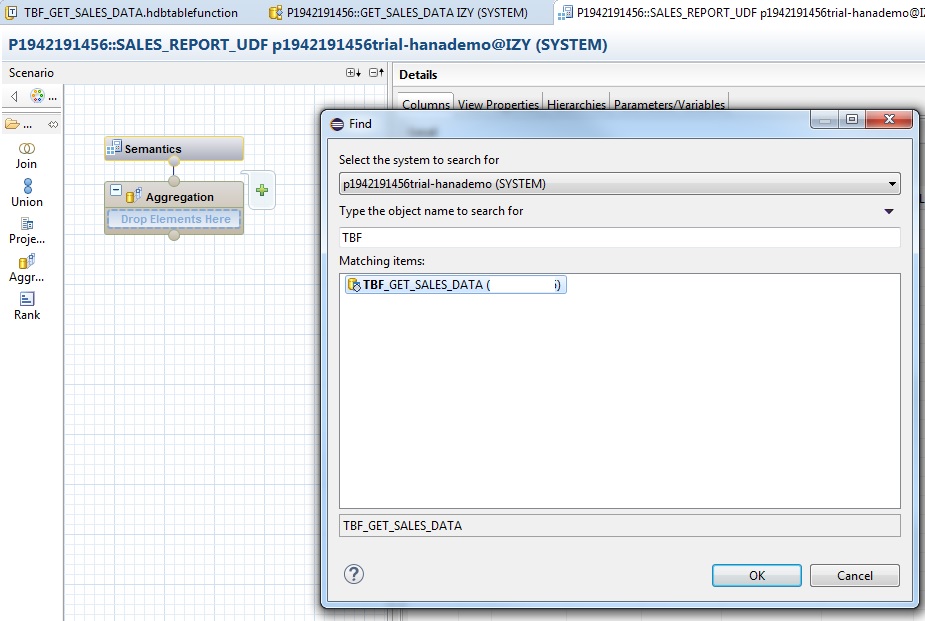 TBF_GET_SALES_DATA.hdbtablefunction
P1942191456::GET_SALES_DATA IZY (SYSTEM)
P1942191456::SALES_REPORT_UDF p1942191456trial-hanademo@IZ
P1942191456::SALES_REPORT_UDF p1942191456trial-hanademo@IZY (SYSTEM)
Scenario
Details
Columns
View Properties
Hierarchies
Parameters/Variables
Local
...
...
Join
Union
Proje...
Aggr...
Rank
Semantics
Aggregation
Drop Elements Here
Find
Select the system to search for
p1942191456trial-hanademo (SYSTEM)
Type the object name to search for
TBF
Matching items:
TBF_GET_SALES_DATA ( )
TBF_GET_SALES_DATA
?
OK
Cancel